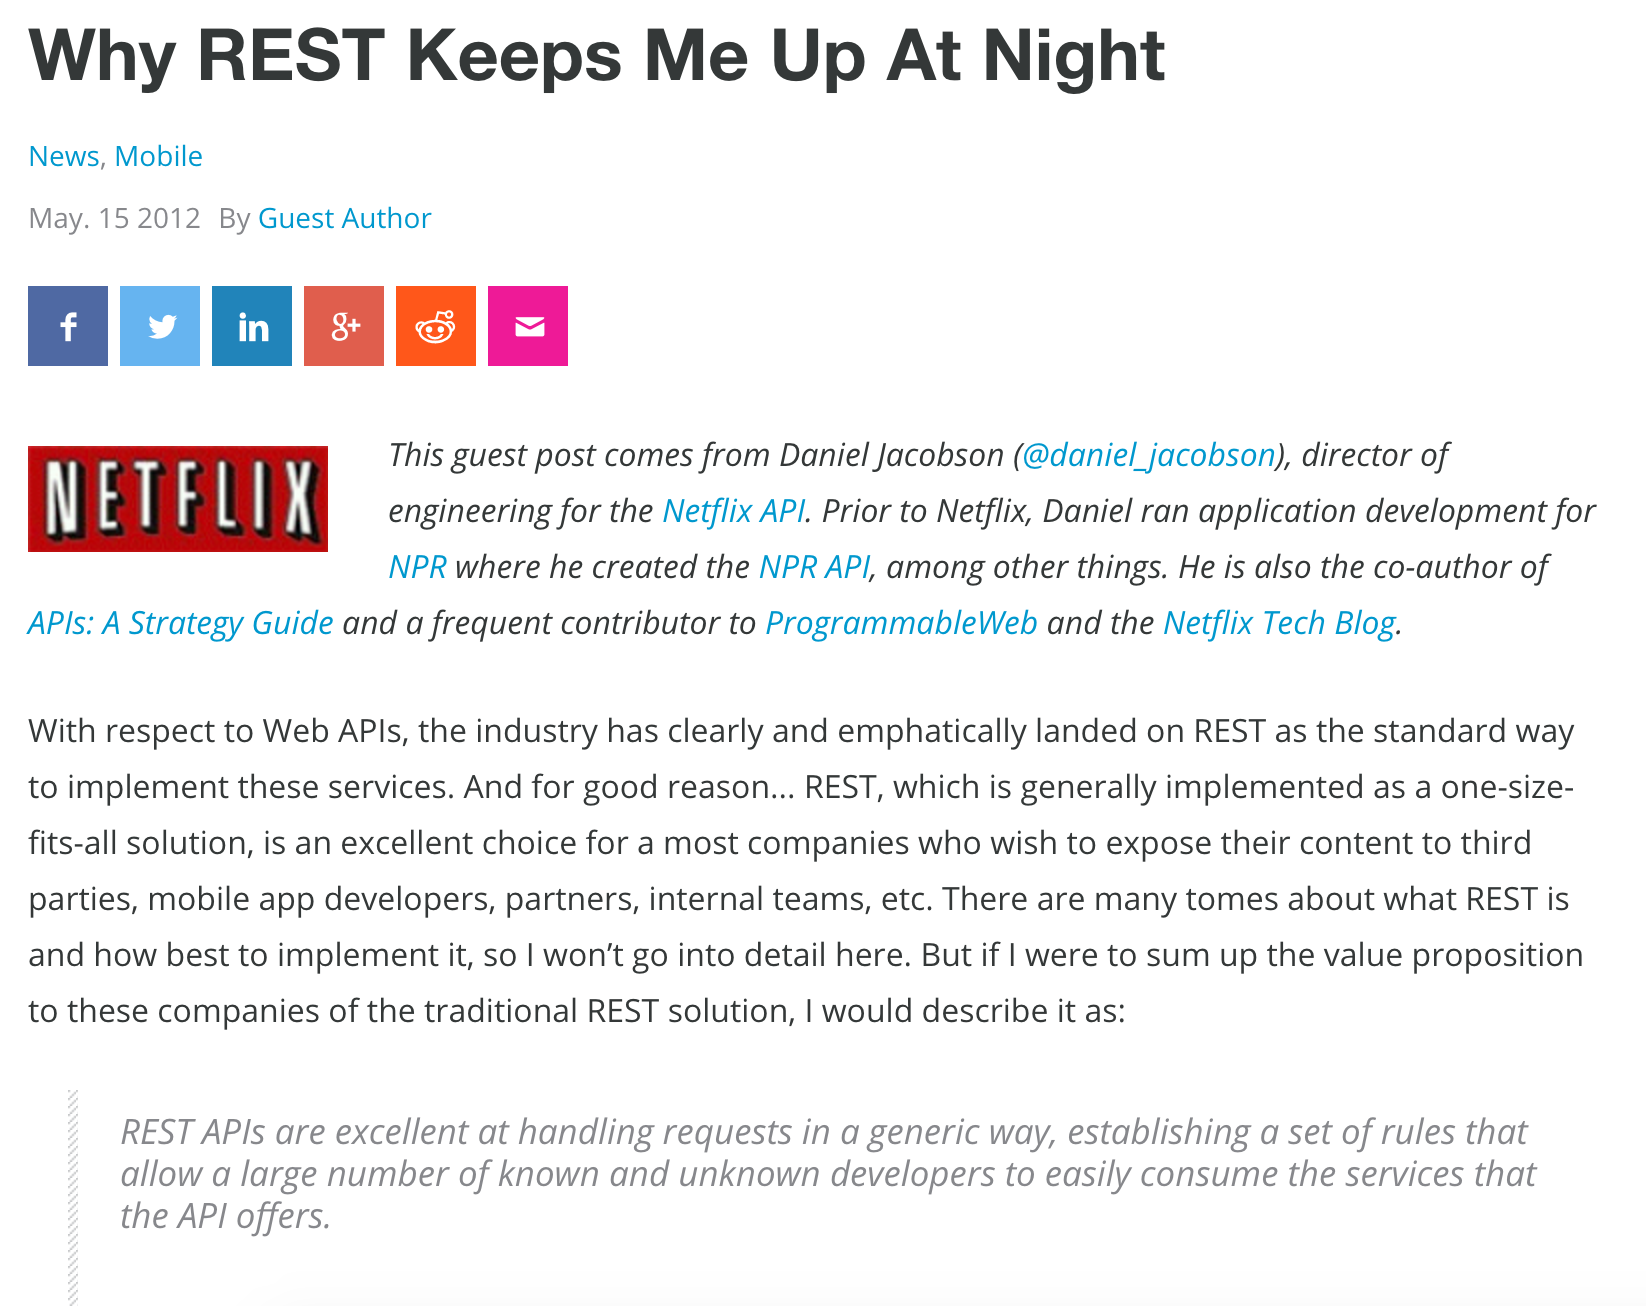 Why REST Keeps Me Up At Night
News, Mobile
May. 15 2012 By Guest Author
f in g+
NETFLIX
This guest post comes from Daniel Jacobson (@daniel_jacobson), director of
engineering for the Netflix API. Prior to Netflix, Daniel ran application development for
NPR where he created the NPR API, among other things. He is also the co-author of
APIs: A Strategy Guide and a frequent contributor to ProgrammableWeb and the Netflix Tech Blog.
With respect to Web APIs, the industry has clearly and emphatically landed on REST as the standard way
to implement these services. And for good reason... REST, which is generally implemented as a one-size-
fits-all solution, is an excellent choice for a most companies who wish to expose their content to third
parties, mobile app developers, partners, internal teams, etc. There are many tomes about what REST is
and how best to implement it, so I won’t go into detail here. But if I were to sum up the value proposition
to these companies of the traditional REST solution, I would describe it as:
REST APIs are excellent at handling requests in a generic way, establishing a set of rules that
allow a large number of known and unknown developers to easily consume the services that
the API offers.